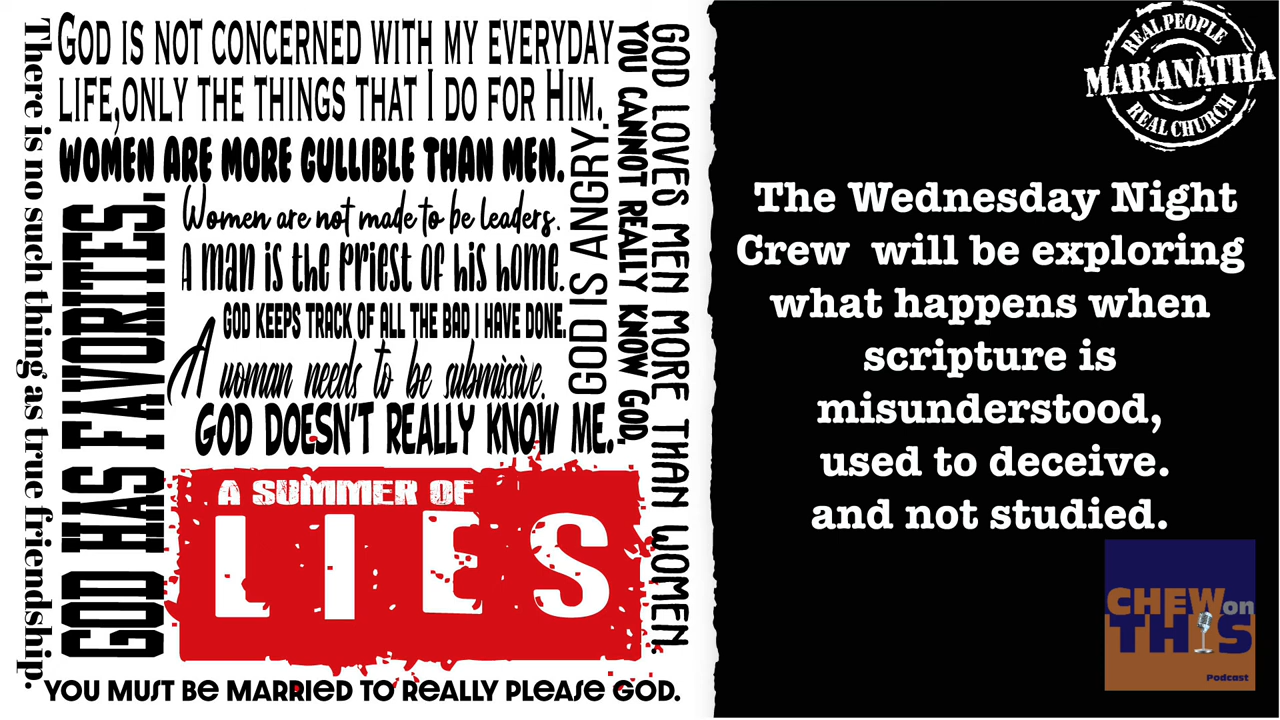 There is no such thing as true friendship.
GOD IS NOT CONCERNED WITH MY EVERYDAY
LIFE,ONLY THE THINGS THAT I DO FOR HIM.
WOMEN ARE MORE GULLIBLE THAN MEN.
GOD HAS FAVORITES.
Women are not made to be leaders.
A man is the priest of his home.
GOD KEEPS TRACK OF ALL THE BAD I HAVE DONE.
A woman needs to be submissive.
GOD DOESN'T REALLY KNOW ME.
GOD IS ANGRY.
YOU CANNOT REALLY KNOW GOD.
GOD LOVES MEN MORE THAN WOMEN.
A SUMMER OF
LIES
YOU MUST BE MARRIED TO REALLY PLEASE GOD.
REAL PEOPLE
MARANATHA
REAL CHURCH
The Wednesday Night
Crew will be exploring
what happens when
scripture is
misunderstood,
used to deceive.
and not studied.
CHEW on
THIS
Podcast